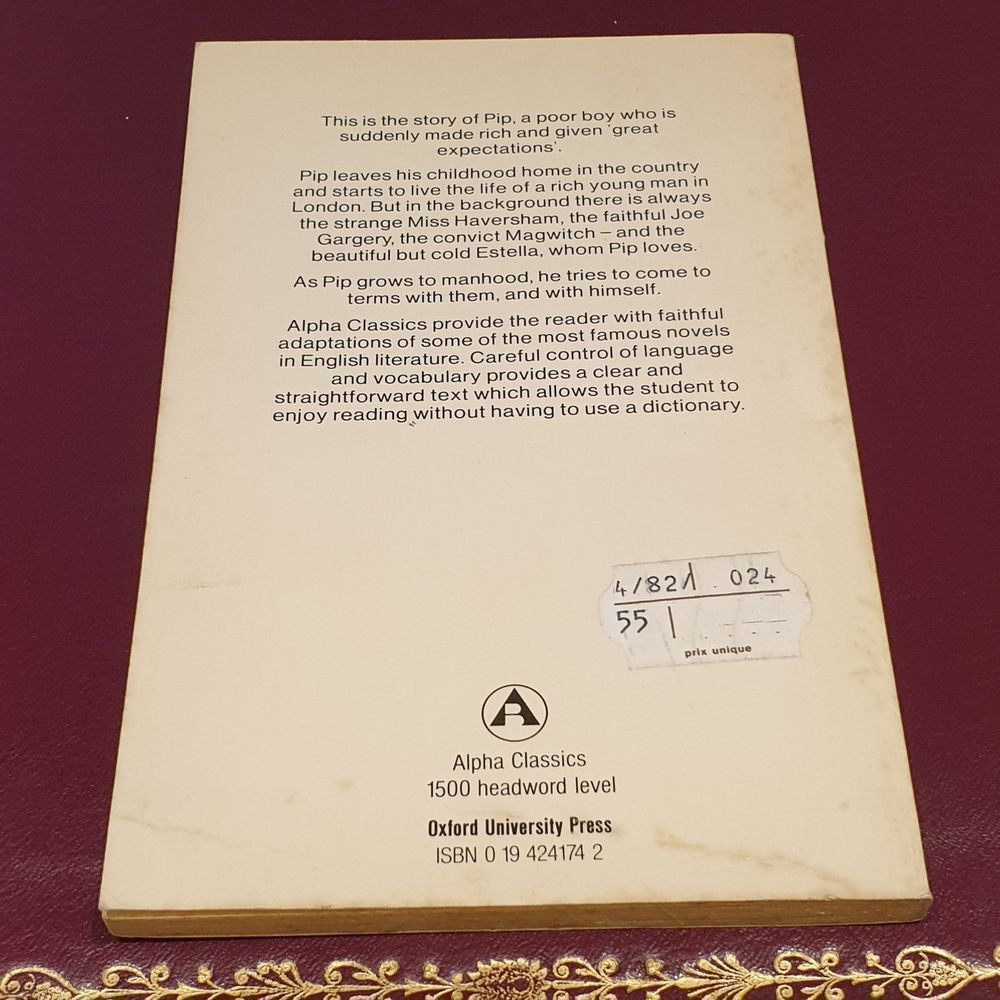 This is the story of Pip, a poor boy who is
suddenly made rich and given 'great
expectations'.
Pip leaves his childhood home in the country
and starts to live the life of a rich young man in
London. But in the background there is always
the strange Miss Haversham, the faithful Joe
Gargery, the convict Magwitch – and the
beautiful but cold Estella, whom Pip loves.
As Pip grows to manhood, he tries to come to
terms with them, and with himself.
Alpha Classics provide the reader with faithful
adaptations of some of the most famous novels
in English literature. Careful control of language
and vocabulary provides a clear and
straightforward text which allows the student to
enjoy reading without having to use a dictionary.
4/82/ 024
55
prix unique
Alpha Classics
1500 headword level
Oxford University Press
ISBN 0 19 424174 2